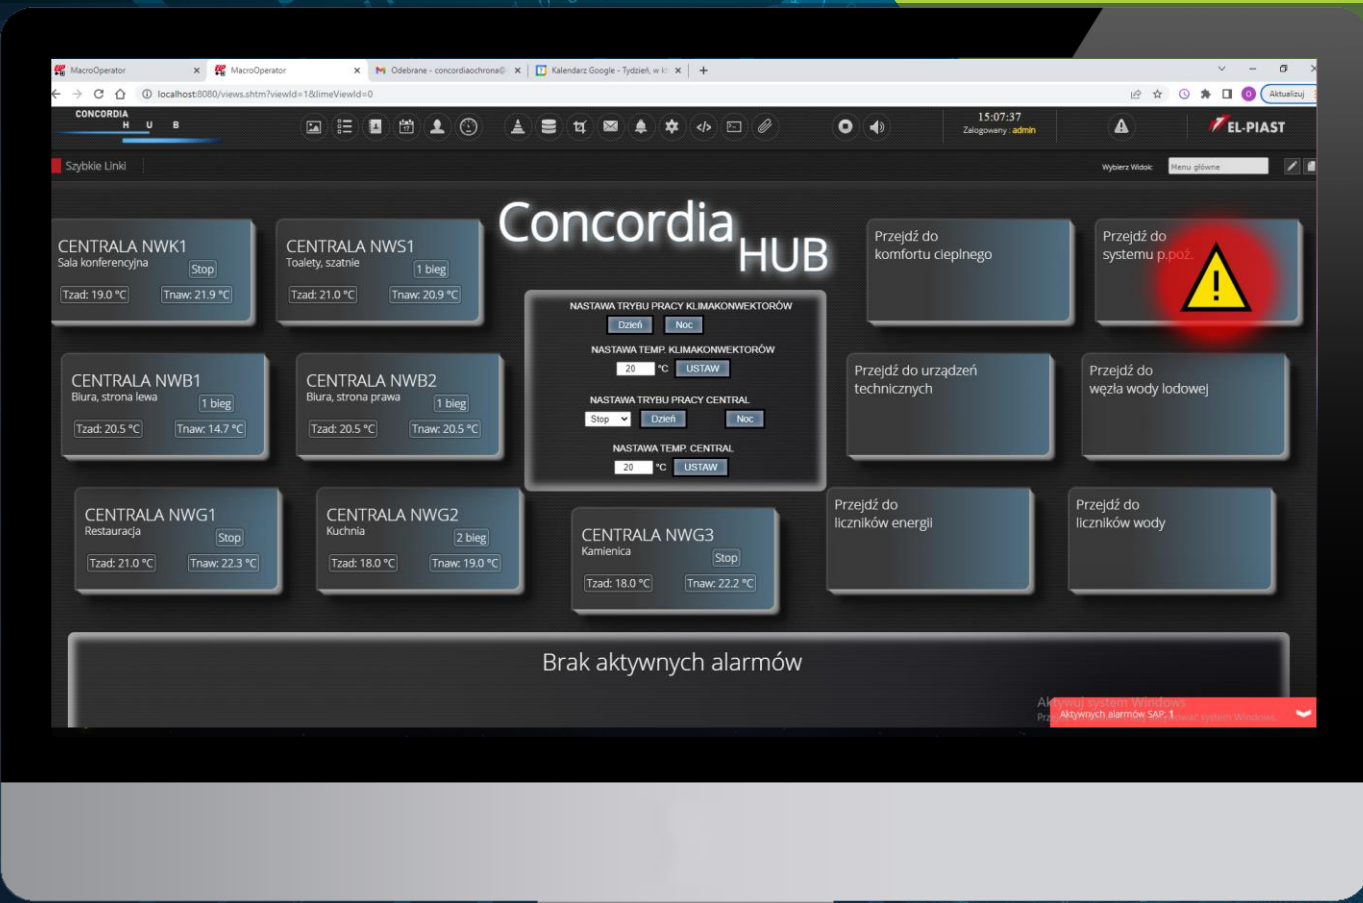 MacroOperator
MacroOperator
Odebrane - concordiaochrona@
Kalendarz Google - Tydzień, w k
localhost:8080/views.shtm?viewId=1&limeViewId=0
Aktualizuj
CONCORDIA
H U B
15:07:37
Zalogowany : admin
EL-PIAST
Szybkie Linki
Wybierz Widok:
Menu główne
Concordia
HUB
CENTRALA NWK1
Sala konferencyjna
Stop
Tzad: 19.0 °C
Tnaw: 21.9 °C
CENTRALA NWS1
Toalety, szatnie
1 bieg
Tzad: 21.0 °C
Tnaw: 20.9 °C
Przejdź do
komfortu cieplnego
Przejdź do
systemu p.poż.
NASTAWA TRYBU PRACY KLIMAKONWEKTORÓW
Dzień
Noc
NASTAWA TEMP. KLIMAKONWEKTORÓW
20 °C USTAW
NASTAWA TRYBU PRACY CENTRAL
Stop
Dzień
Noc
NASTAWA TEMP. CENTRAL
20 °C USTAW
CENTRALA NWB1
Biura, strona lewa
1 bieg
Tzad: 20.5 °C
Tnaw: 14.7 °C
CENTRALA NWB2
Biura, strona prawa
1 bieg
Tzad: 20.5 °C
Tnaw: 20.5 °C
Przejdź do urządzeń
technicznych
Przejdź do
węzła wody lodowej
CENTRALA NWG1
Restauracja
Stop
Tzad: 21.0 °C
Tnaw: 22.3 °C
CENTRALA NWG2
Kuchnia
2 bieg
Tzad: 18.0 °C
Tnaw: 19.0 °C
CENTRALA NWG3
Kamienica
Stop
Tzad: 18.0 °C
Tnaw: 22.2 °C
Przejdź do
liczników energii
Przejdź do
liczników wody
Brak aktywnych alarmów
Aktywuj system Windows
Aktywnych alarmów SAP: 1
system Windows.